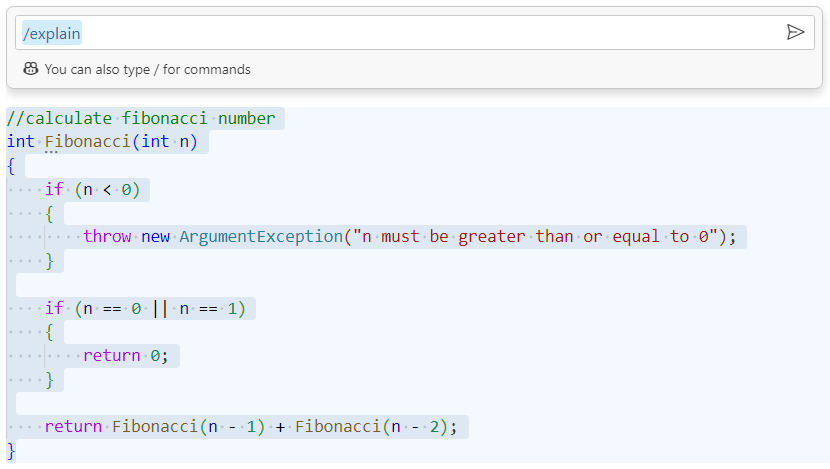 /explain
You can also type / for commands
//calculate fibonacci number
int Fibonacci(int n)
{
    if (n < 0)
    {
        throw new ArgumentException("n must be greater than or equal to 0");
    }
    if (n == 0 || n == 1)
    {
        return 0;
    }
    return Fibonacci(n - 1) + Fibonacci(n - 2);
}